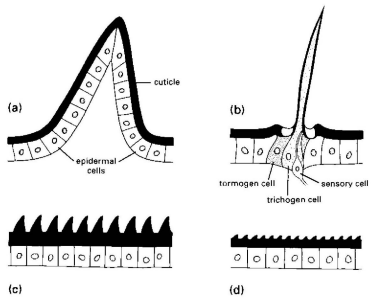 cuticle
(a)
epidermal
cells
(b)
tormogen cell
sensory cell
trichogen cell
(c)
(d)